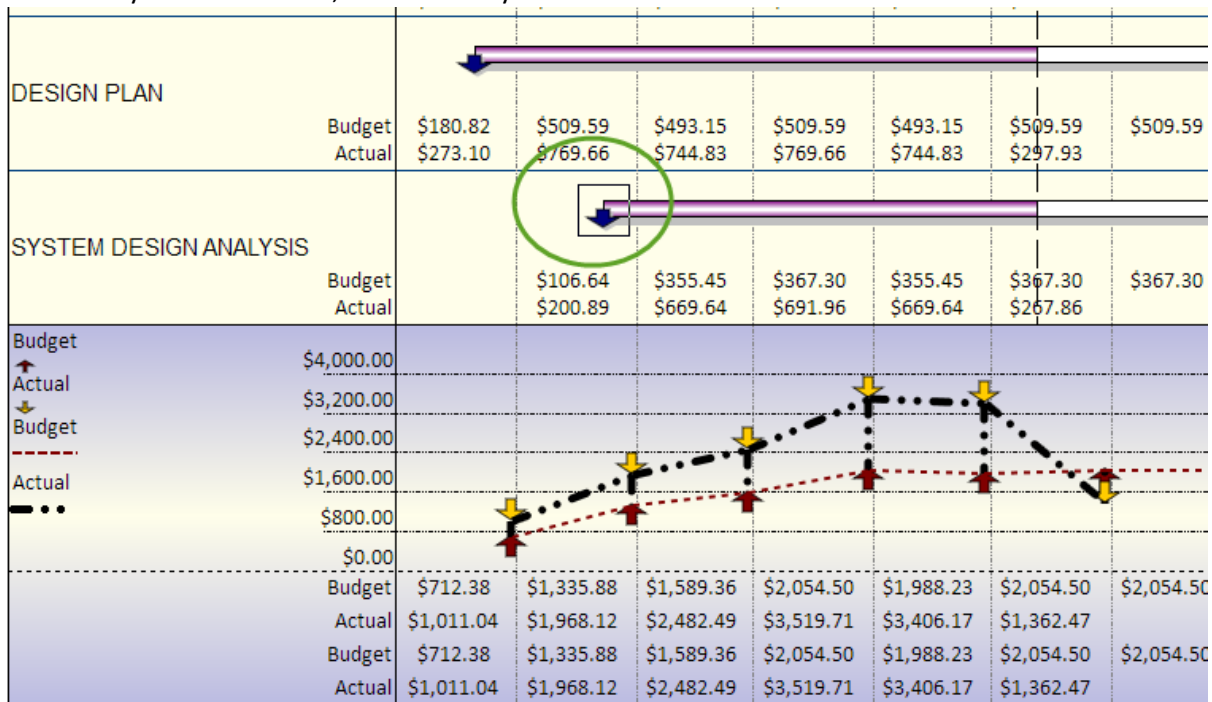 DESIGN PLAN
Budget $180.82 $509.59 $493.15 $509.59 $493.15 $509.59 $509.59
Actual $273.10 $769.66 $744.83 $769.66 $744.83 $297.93
SYSTEM DESIGN ANALYSIS
Budget $106.64 $355.45 $367.30 $355.45 $367.30 $367.30
Actual $200.89 $669.64 $691.96 $669.64 $267.86
Budget
$4,000.00
Actual
$3,200.00
Budget
$2,400.00
Actual
$1,600.00
$800.00
$0.00
Budget $712.38 $1,335.88 $1,589.36 $2,054.50 $1,988.23 $2,054.50 $2,054.50
Actual $1,011.04 $1,968.12 $2,482.49 $3,519.71 $3,406.17 $1,362.47
Budget $712.38 $1,335.88 $1,589.36 $2,054.50 $1,988.23 $2,054.50 $2,054.50
Actual $1,011.04 $1,968.12 $2,482.49 $3,519.71 $3,406.17 $1,362.47